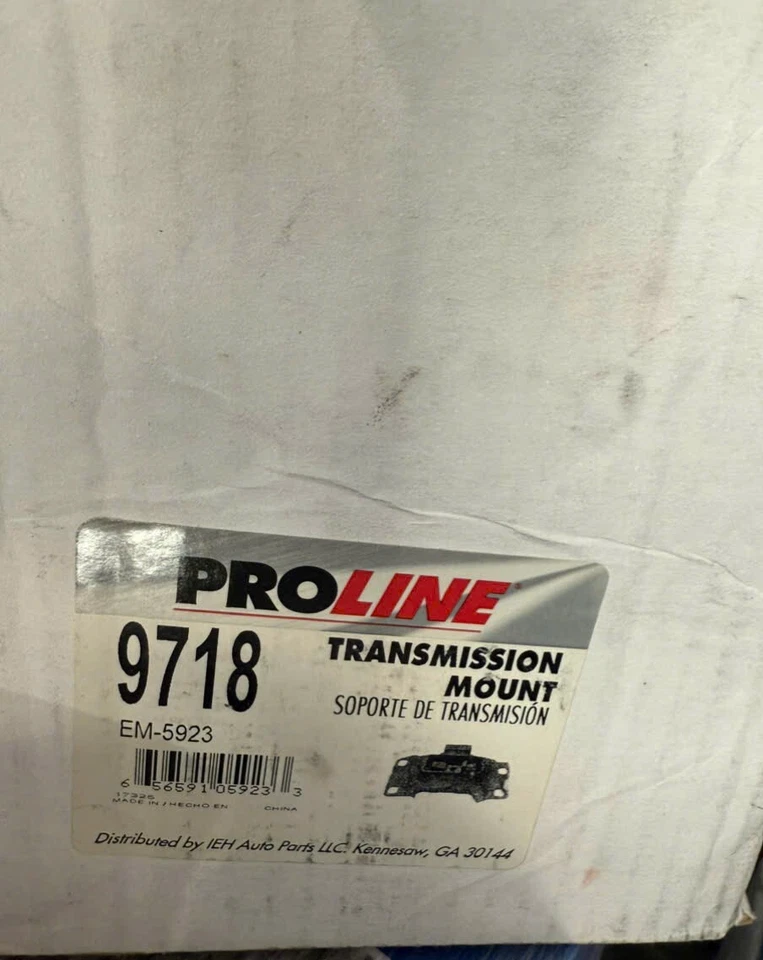 PROLINE
9718
TRANSMISSION
MOUNT
SOPORTE DE TRANSMISIÓN
EM-5923
6 56591 05923 3
17326
MADE IN / HECHO EN CHINA
Distributed by IEH Auto Parts LLC. Kennesaw, GA 30144